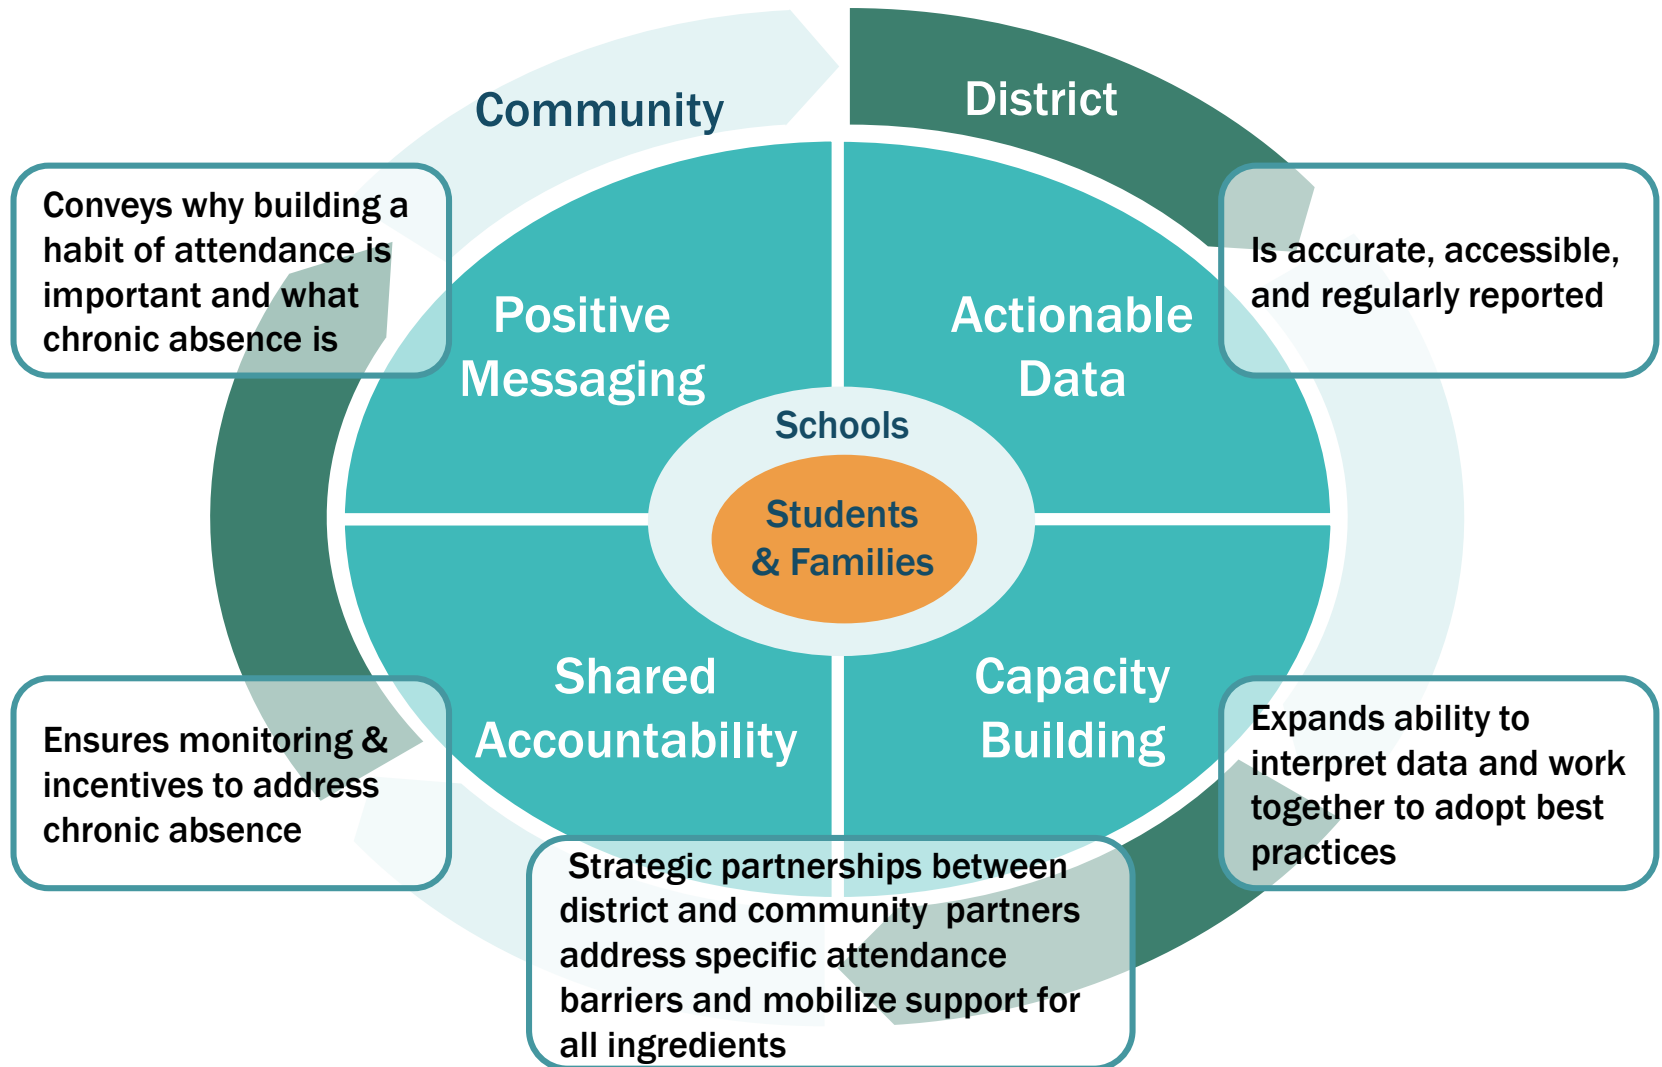 Community
District
Conveys why building a
habit of attendance is
important and what
chronic absence is
Is accurate, accessible,
and regularly reported
Positive
Messaging
Actionable
Data
Schools
Students
& Families
Shared
Accountability
Capacity
Building
Ensures monitoring &
incentives to address
chronic absence
Expands ability to
interpret data and work
together to adopt best
practices
Strategic partnerships between
district and community partners
address specific attendance
barriers and mobilize support for
all ingredients